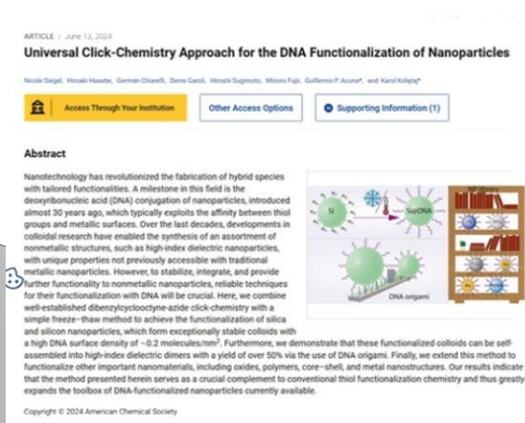 ARTICLE | June 13, 2024
Universal Click-Chemistry Approach for the DNA Functionalization of Nanoparticles
Nicole Siegel, Hiroaki Hasebe, Germán Chiarelli, Denis Garoli, Hiroshi Sugimoto, Minoru Fujii, Guillermo P. Acuna*, and Karol Kołątaj*
Access Through Your Institution
Other Access Options
Supporting Information (1)
Abstract
Nanotechnology has revolutionized the fabrication of hybrid species
with tailored functionalities. A milestone in this field is the
deoxyribonucleic acid (DNA) conjugation of nanoparticles, introduced
almost 30 years ago, which typically exploits the affinity between thiol
groups and metallic surfaces. Over the last decades, developments in
colloidal research have enabled the synthesis of an assortment of
nonmetallic structures, such as high-index dielectric nanoparticles,
with unique properties not previously accessible with traditional
metallic nanoparticles. However, to stabilize, integrate, and provide
further functionality to nonmetallic nanoparticles, reliable techniques
for their functionalization with DNA will be crucial. Here, we combine
well-established dibenzylcyclooctyne-azide click-chemistry with a
simple freeze–thaw method to achieve the functionalization of silica
and silicon nanoparticles, which form exceptionally stable colloids with
a high DNA surface density of ~0.2 molecules/nm². Furthermore, we demonstrate that these functionalized colloids can be self-
assembled into high-index dielectric dimers with a yield of over 50% via the use of DNA origami. Finally, we extend this method to
functionalize other important nanomaterials, including oxides, polymers, core–shell, and metal nanostructures. Our results indicate
that the method presented herein serves as a crucial complement to conventional thiol functionalization chemistry and thus greatly
expands the toolbox of DNA-functionalized nanoparticles currently available.
Si
DNA origami
Copyright © 2024 American Chemical Society